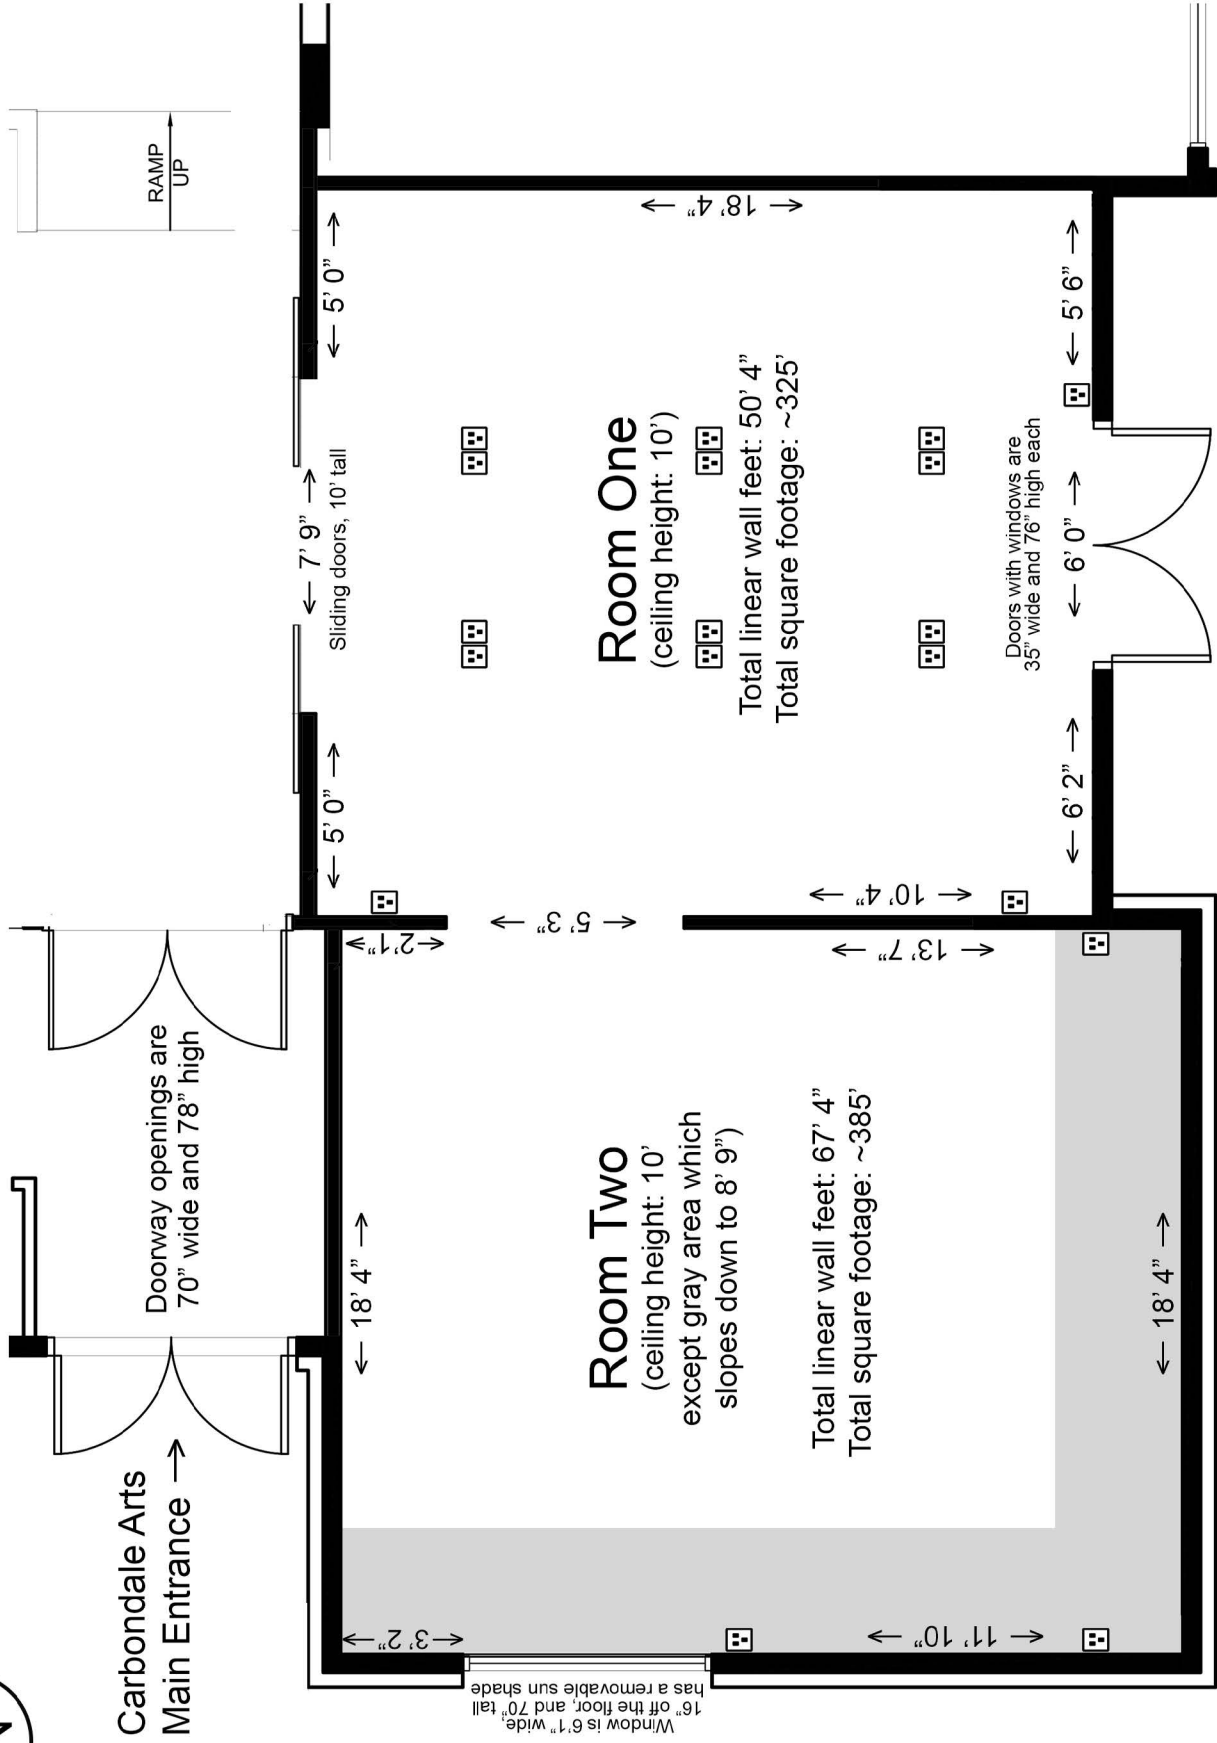 Carbondale Arts
Main Entrance →
Doorway openings are
70” wide and 78” high
RAMP
UP
18’ 4”
5’ 0”
7’ 9”
5’ 0”
Sliding doors, 10’ tall
3’ 2”
Window is 6’1” wide,
16” off the floor, and 70” tall
has a removable sun shade
11’ 10”
Room Two
(ceiling height: 10’
except gray area which
slopes down to 8’ 9”)
Total linear wall feet: 67’ 4”
Total square footage: ~385’
18’ 4”
2’1”
5’ 3”
13’ 7”
10’ 4”
Room One
(ceiling height: 10’)
Total linear wall feet: 50’ 4”
Total square footage: ~325’
18’ 4”
Doors with windows are
35” wide and 76” high each
6’ 2”
6’ 0”
5’ 6”